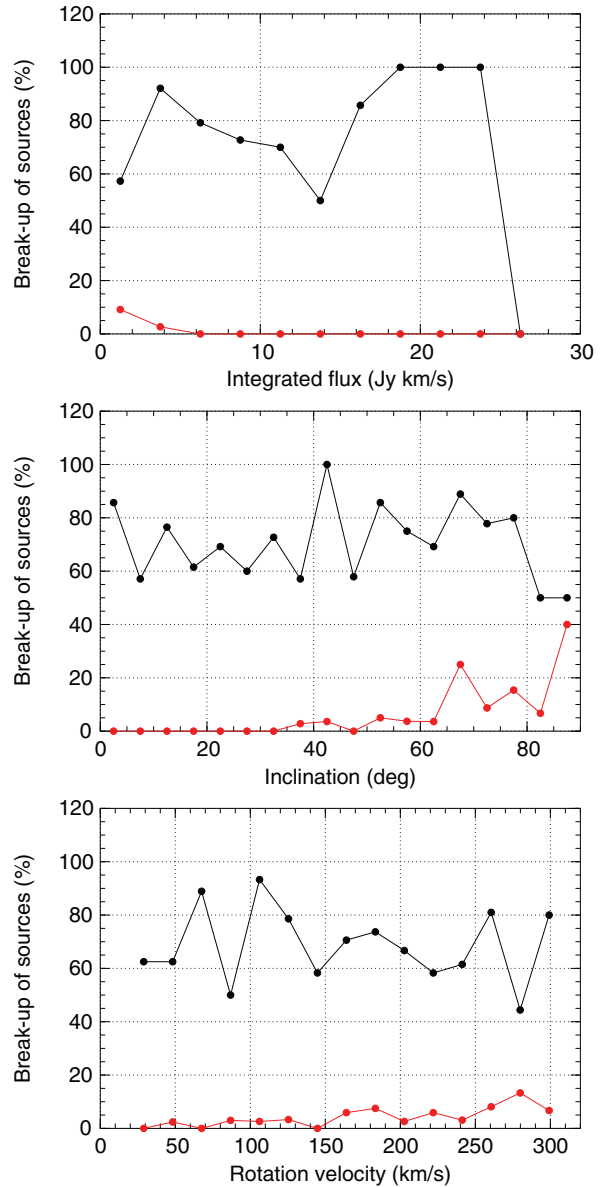 120
100
80
60
40
20
0
Break-up of sources (%)
0 10 20 30
Integrated flux (Jy km/s)
120
100
80
60
40
20
0
Break-up of sources (%)
0 20 40 60 80
Inclination (deg)
120
100
80
60
40
20
0
Break-up of sources (%)
0 50 100 150 200 250 300
Rotation velocity (km/s)